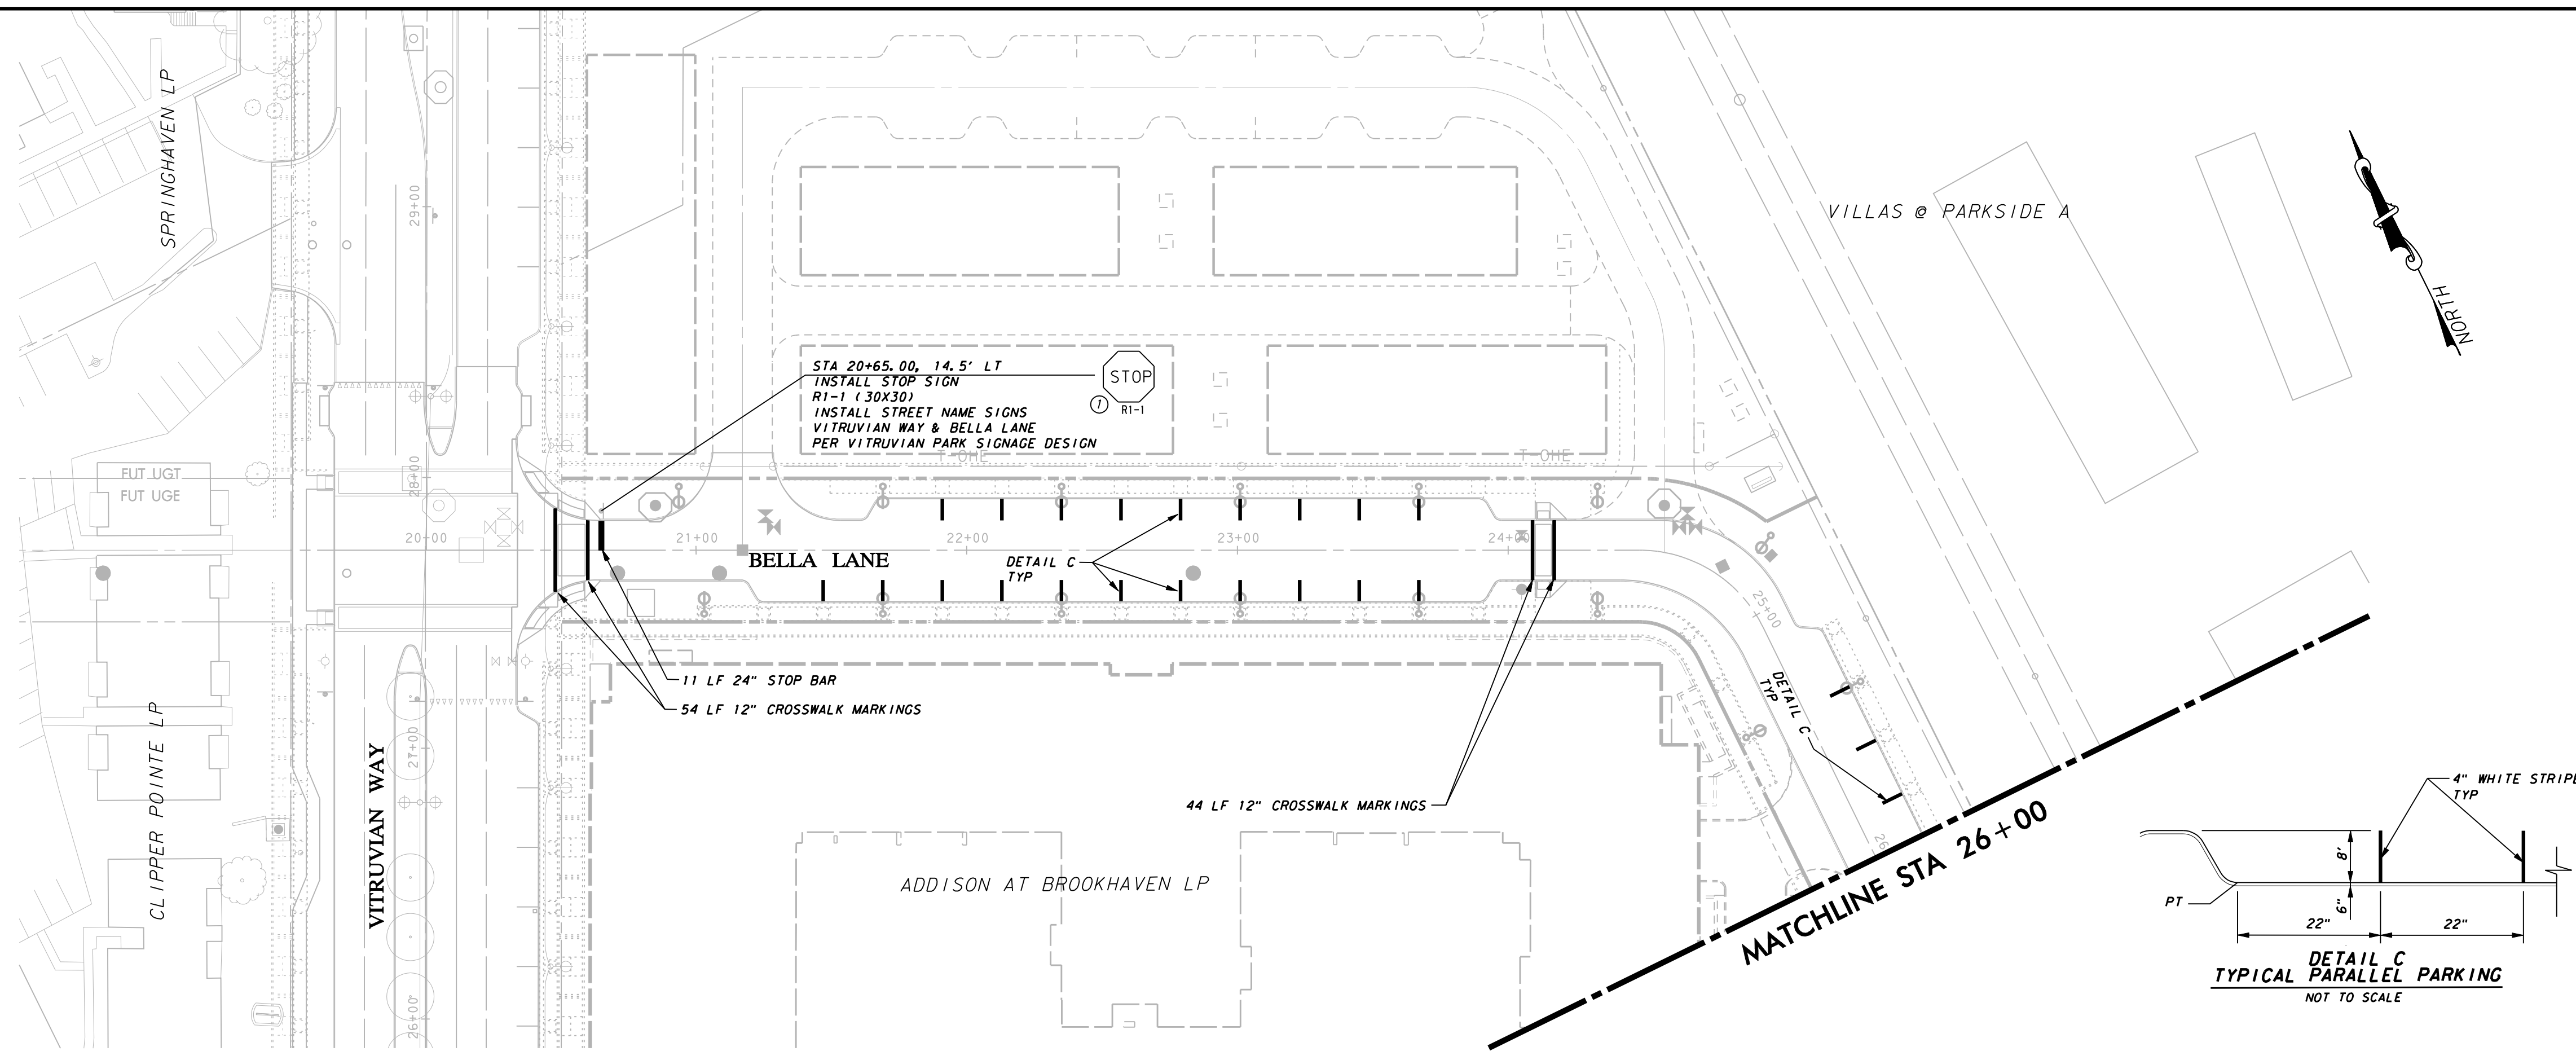 SPRINGHAVEN LP
29+00
VILLAS @ PARKSIDE A
NORTH
STA 20+65.00, 14.5' LT
INSTALL STOP SIGN
R1-1 (30X30)
INSTALL STREET NAME SIGNS
VITRUVIAN WAY & BELLA LANE
PER VITRUVIAN PARK SIGNAGE DESIGN
STOP
1
R1-1
T-OHE
T-OHE
FUT UGT
FUT UGE
28+00
20+00
21+00
22+00
23+00
24+00
BELLA LANE
DETAIL C
TYP
25+00
11 LF 24" STOP BAR
54 LF 12" CROSSWALK MARKINGS
DETAIL C
TYP
CLIPPER POINTE LP
VITRUVIAN WAY
27+00
44 LF 12" CROSSWALK MARKINGS
26
MATCHLINE STA 26+00
ADDISON AT BROOKHAVEN LP
26+00
4" WHITE STRIPE
TYP
8'
6"
PT
22"
22"
DETAIL C
TYPICAL PARALLEL PARKING
NOT TO SCALE